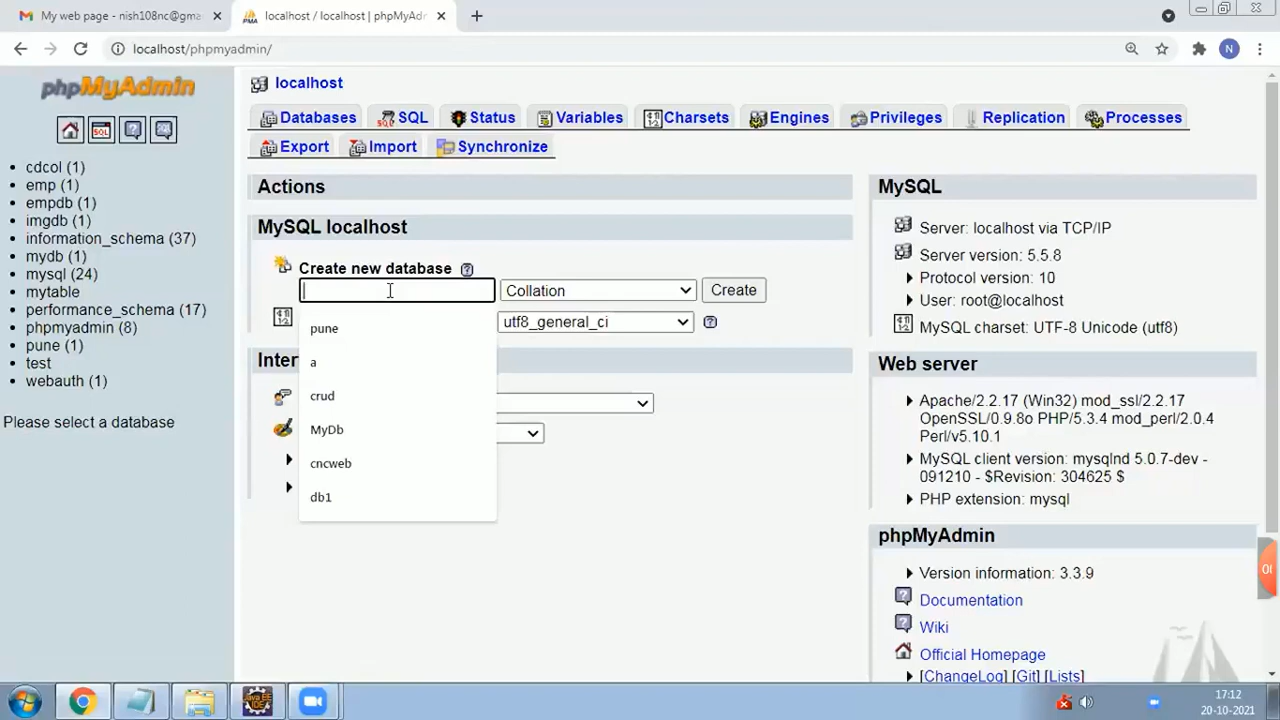 My web page - nish108nc@gma
localhost / localhost | phpMyAdr
localhost/phpmyadmin/
N
phpMyAdmin
SQL
cdcol (1)
emp (1)
empdb (1)
imgdb (1)
information_schema (37)
mydb (1)
mysql (24)
mytable
performance_schema (17)
phpmyadmin (8)
pune (1)
test
webauth (1)
Please select a database
localhost
Databases
SQL
Status
Variables
Charsets
Engines
Privileges
Replication
Processes
Export
Import
Synchronize
Actions
MySQL localhost
Create new database
Collation
Create
utf8_general_ci
Inter
pune
a
crud
MyDb
cncweb
db1
MySQL
Server: localhost via TCP/IP
Server version: 5.5.8
Protocol version: 10
User: root@localhost
MySQL charset: UTF-8 Unicode (utf8)
Web server
Apache/2.2.17 (Win32) mod_ssl/2.2.17
OpenSSL/0.9.8o PHP/5.3.4 mod_perl/2.0.4
Perl/v5.10.1
MySQL client version: mysqlnd 5.0.7-dev -
091210 - $Revision: 304625 $
PHP extension: mysql
phpMyAdmin
Version information: 3.3.9
Documentation
Wiki
Official Homepage
[ChangeLog] [Git] [Lists]
Java EE
IDE
17:12
20-10-2021